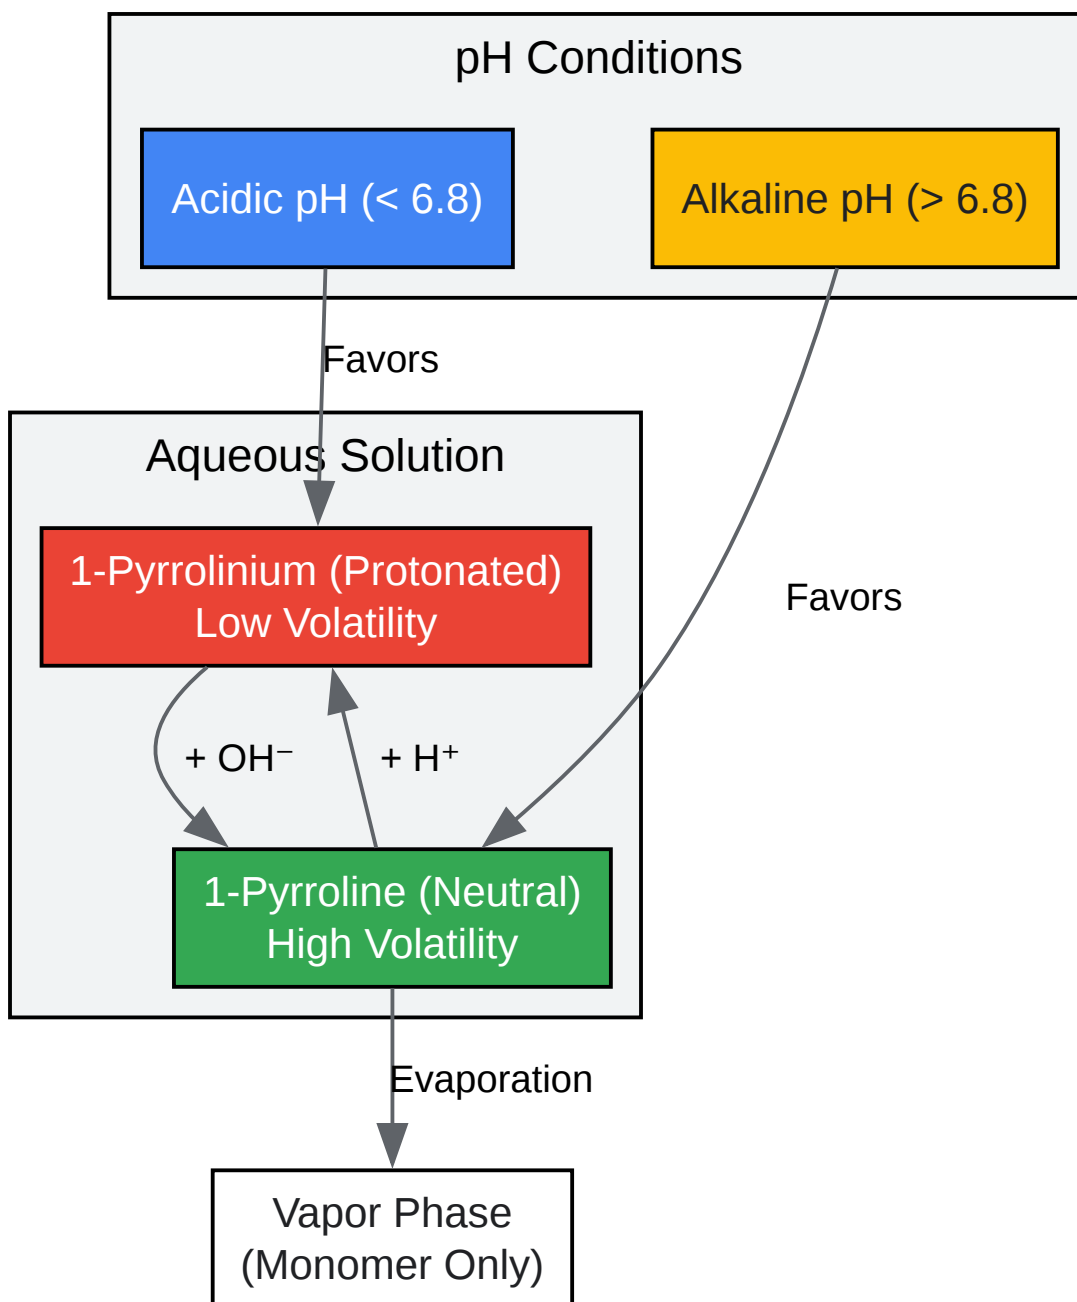 pH Conditions
Acidic pH (< 6.8)
Alkaline pH (> 6.8)
Favors
Aqueous Solution
1-Pyrrolinium (Protonated)
Low Volatility
Favors
+ OH⁻
+ H⁺
1-Pyrroline (Neutral)
High Volatility
Evaporation
Vapor Phase
(Monomer Only)